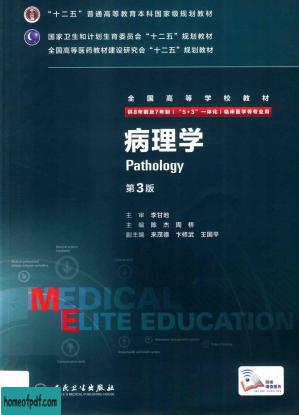 “十二五”普通高等教育本科国家级规划教材
国家卫生和计划生育委员会“十二五”规划教材
全国高等医药教材建设研究会“十二五”规划教材
全国高等学校教材
供8年制及7年制（“5+3”一体化）临床医学等专业用
病理学
Pathology
第3版
主审 李甘地
主编 陈杰 周桥
副主编 来茂德 卞修武 王国平
MEDICAL
ELITE EDUCATION
人民卫生出版社
网络增值服务
homeofpdf.com